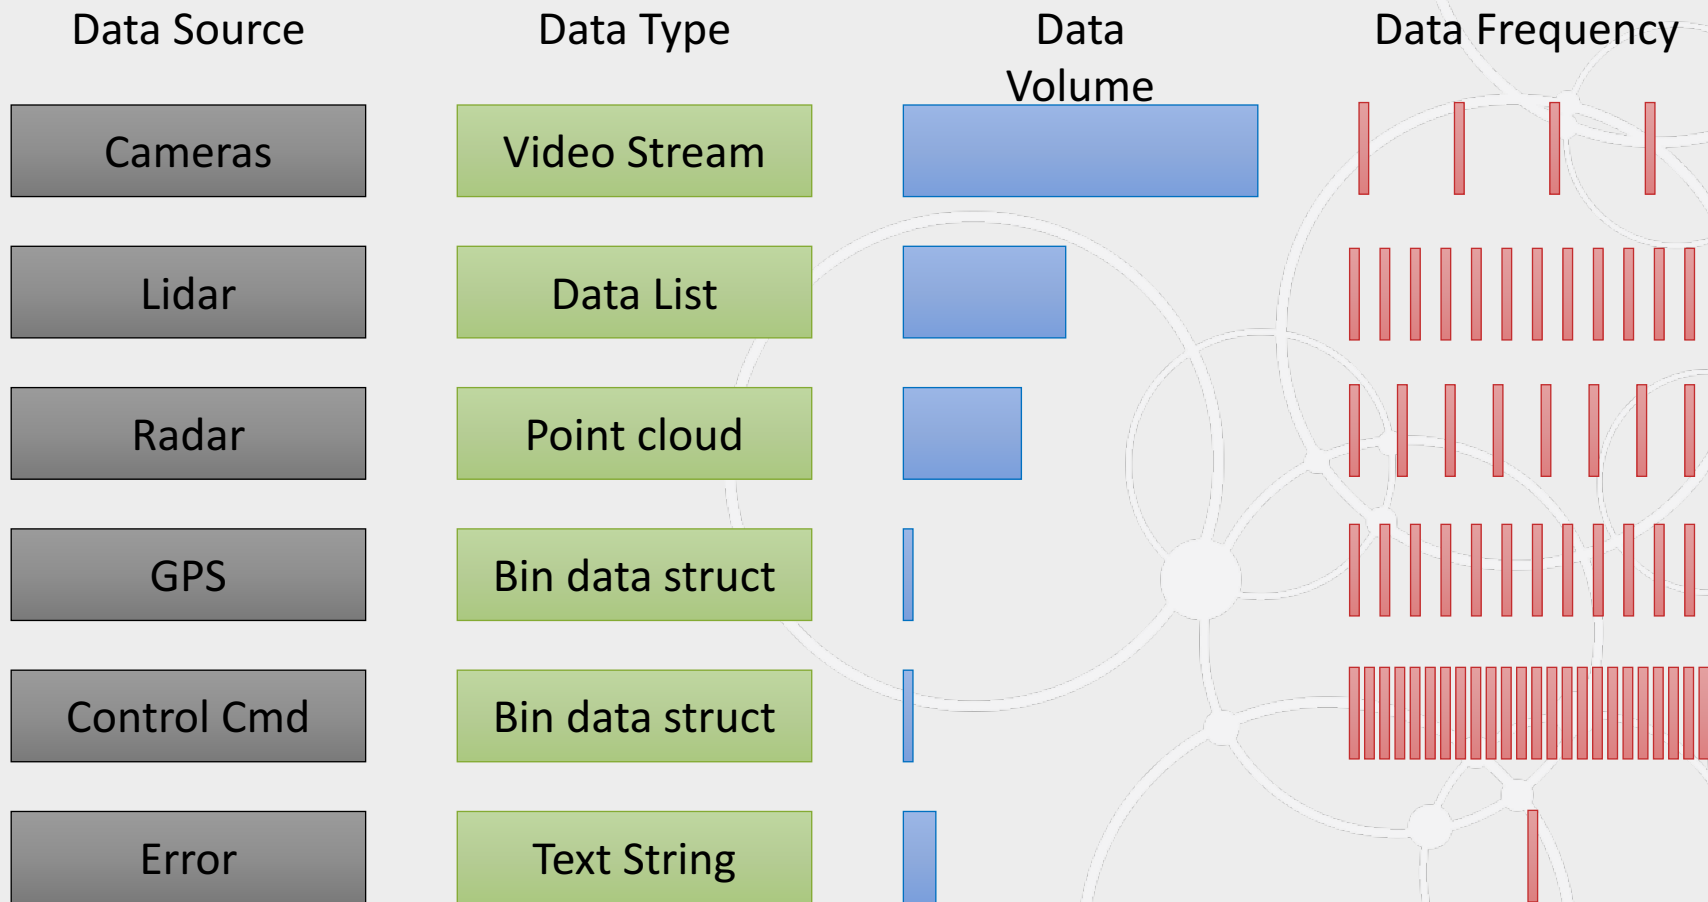 Data Source
Data Type
Data
Volume
Data Frequency
Cameras
Video Stream
Lidar
Data List
Radar
Point cloud
GPS
Bin data struct
Control Cmd
Bin data struct
Error
Text String